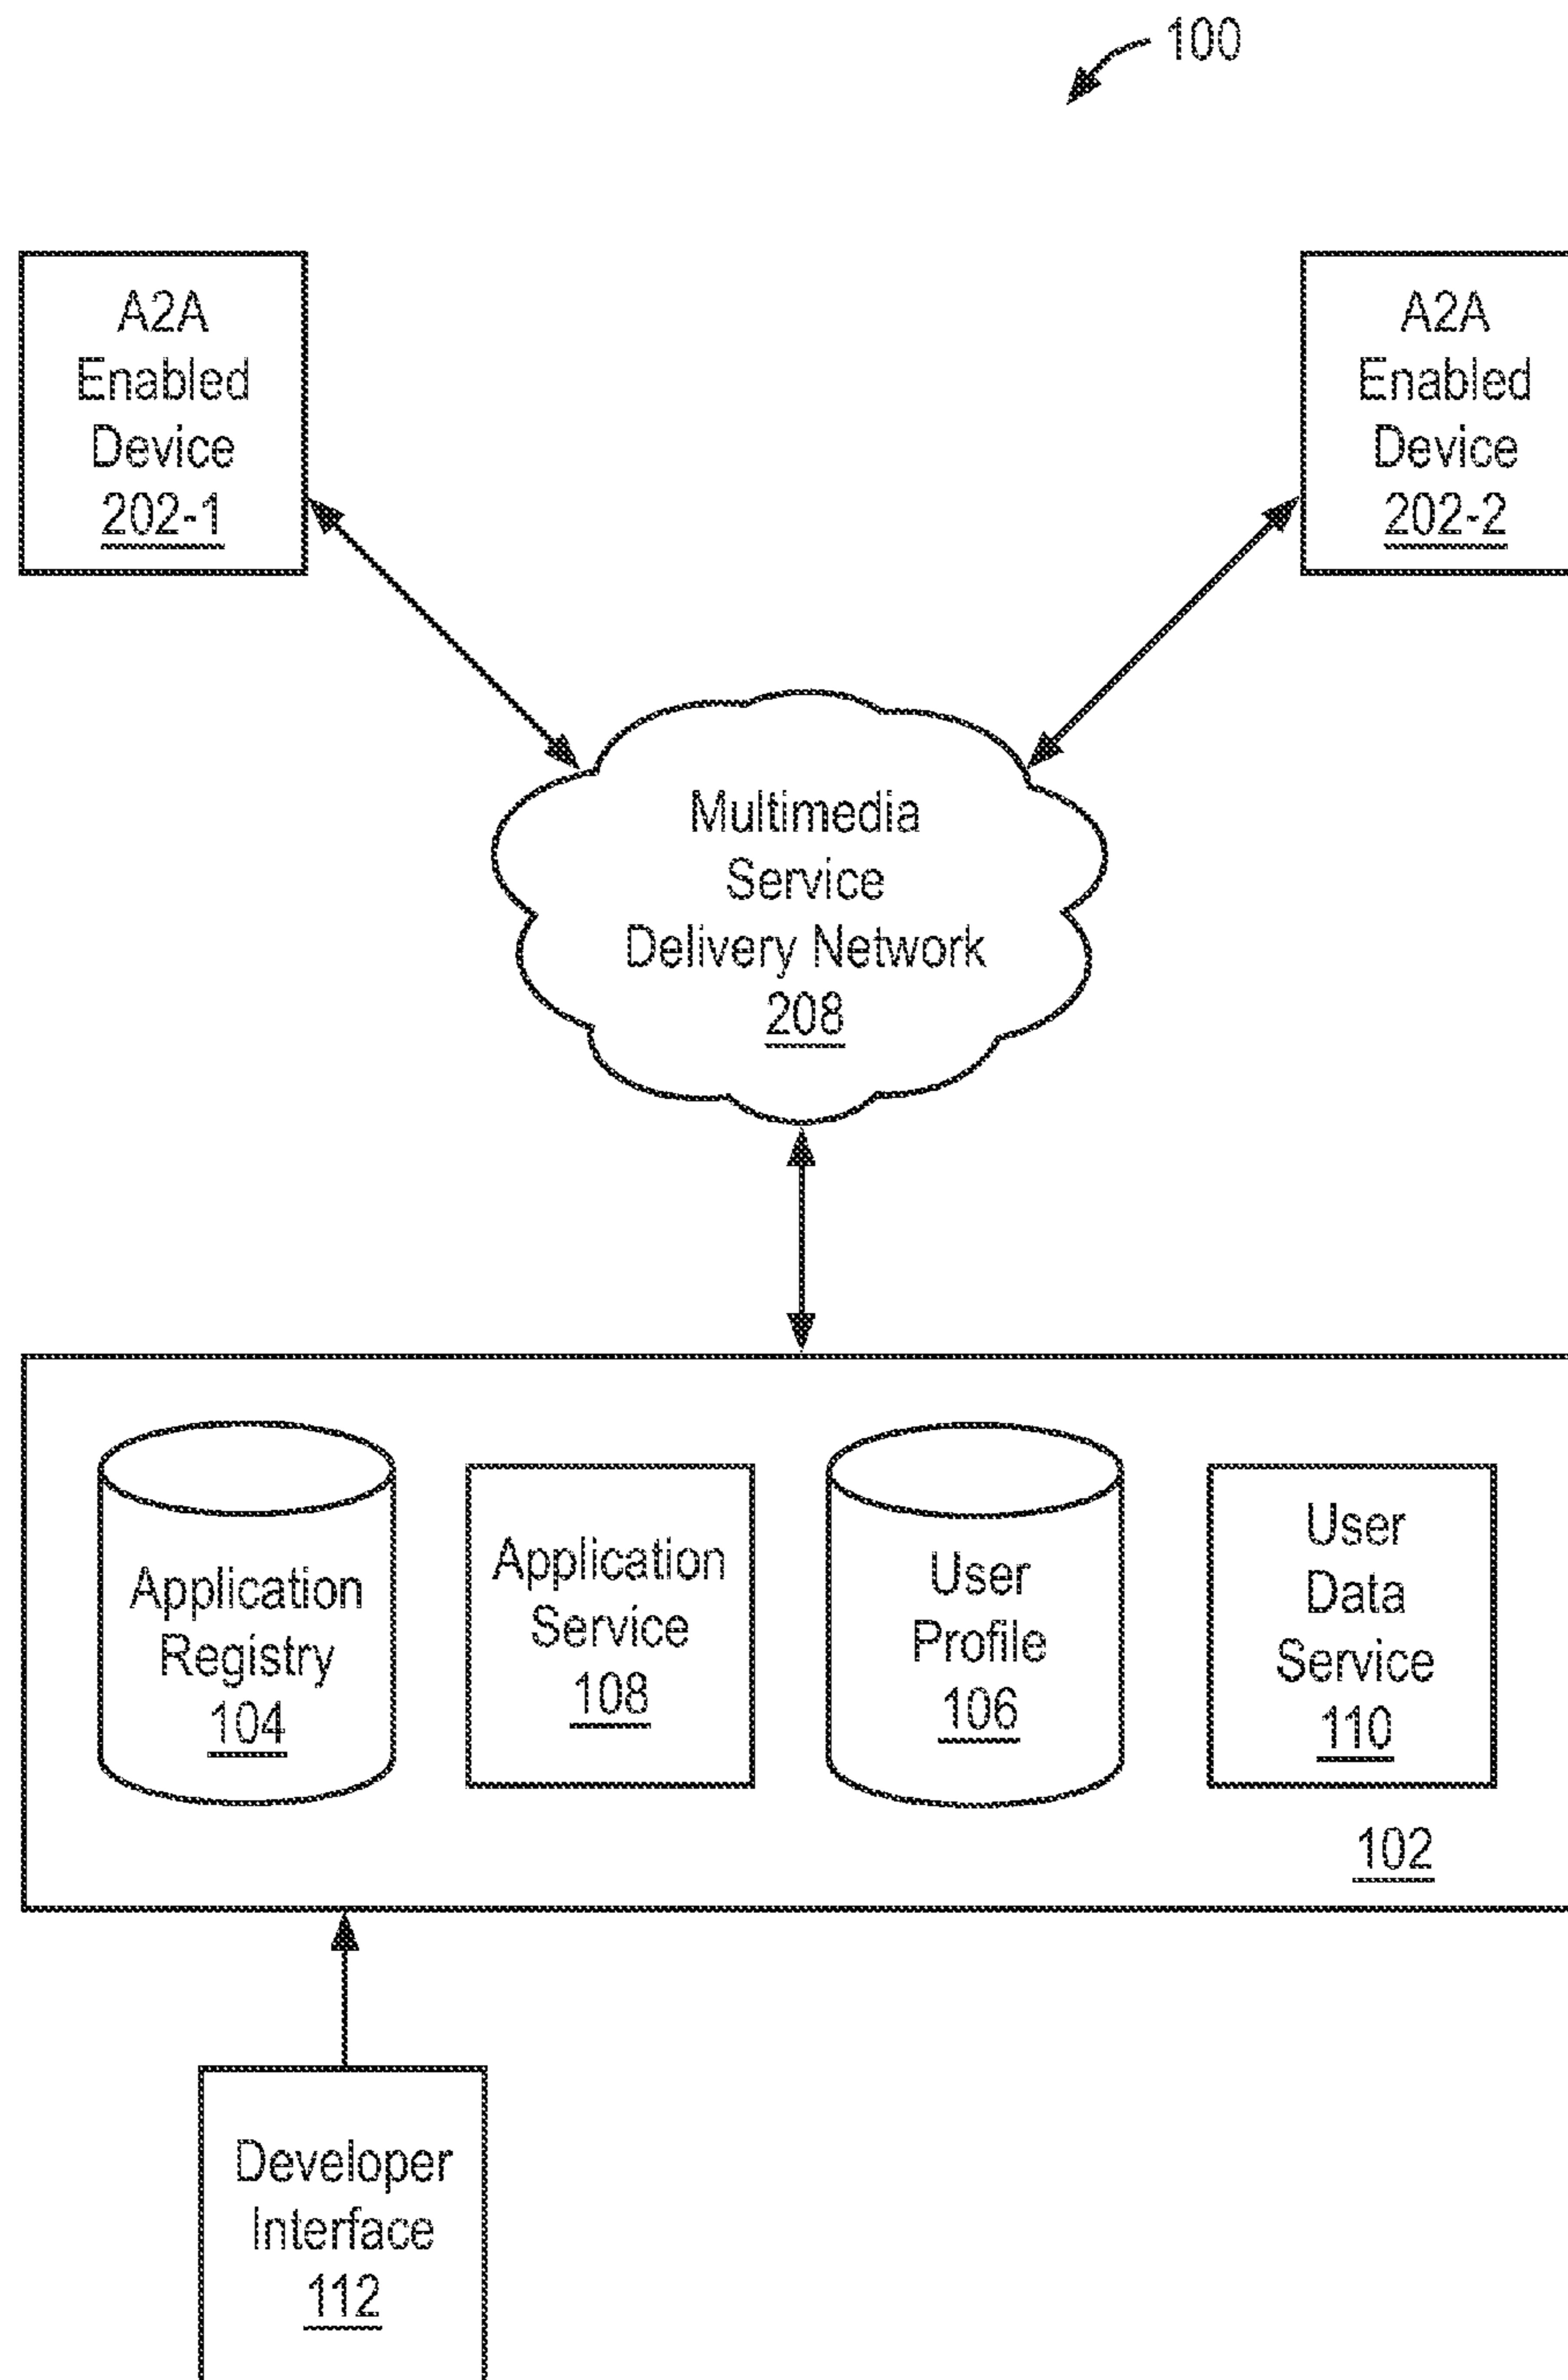 100
A2A
Enabled
Device
202-1
A2A
Enabled
Device
202-2
Multimedia
Service
Delivery Network
208
Application
Registry
104
Application
Service
108
User
Profile
106
User
Data
Service
110
102
Developer
Interface
112